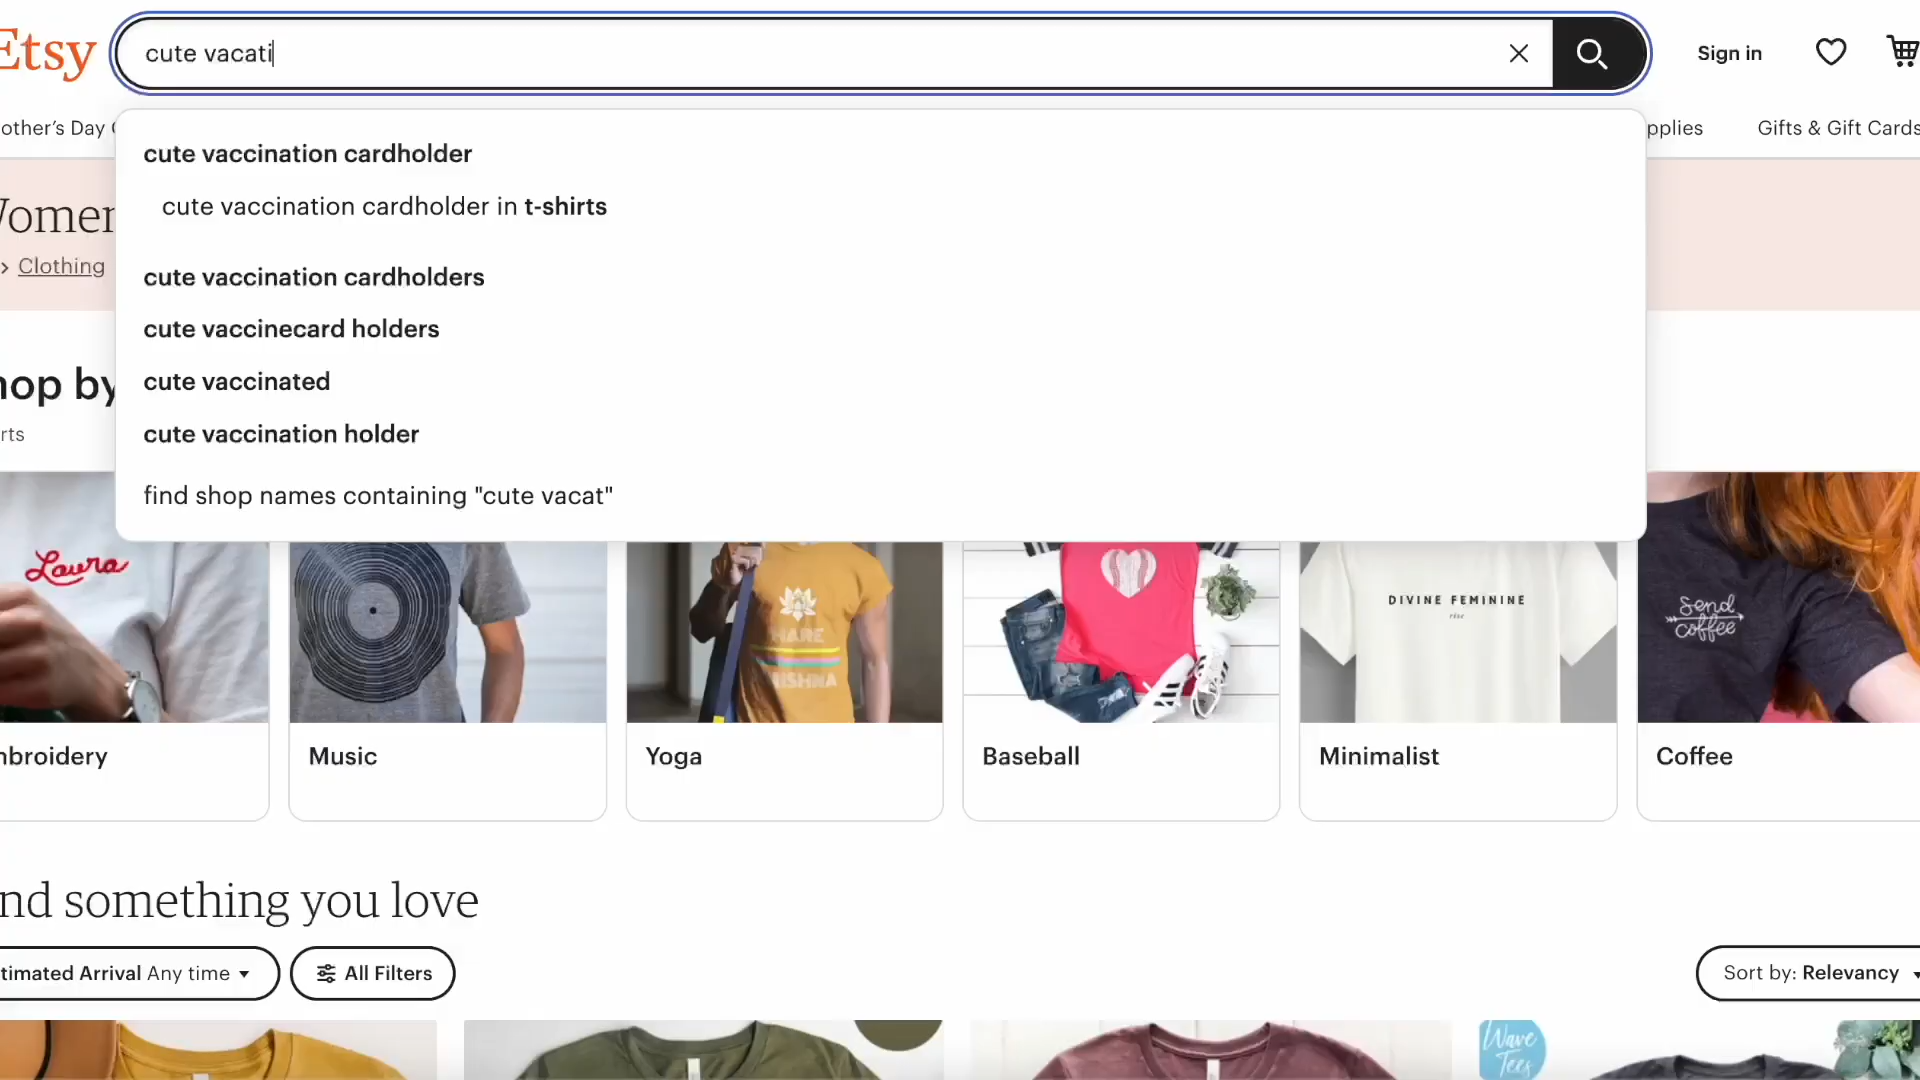 Etsy
cute vacati
Sign in
other's Day
pplies
Gifts & Gift Cards
cute vaccination cardholder
cute vaccination cardholder in t-shirts
cute vaccination cardholders
cute vaccinecard holders
cute vaccinated
cute vaccination holder
find shop names containing "cute vacat"
Women
> Clothing
hop by
rts
Laura
HARE
RISHNA
DIVINE FEMININE
send
coffee
mbroidery
Music
Yoga
Baseball
Minimalist
Coffee
nd something you love
timated Arrival Any time
All Filters
Sort by: Relevancy
Wave
Tees